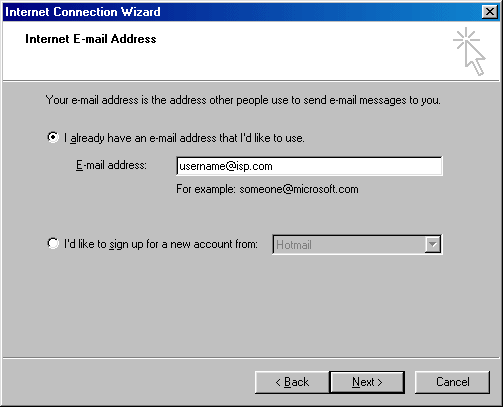 Internet Connection Wizard
Internet E-mail Address
Your e-mail address is the address other people use to send e-mail messages to you.
I already have an e-mail address that I'd like to use.
E-mail address: username@isp.com
For example: someone@microsoft.com
I'd like to sign up for a new account from: Hotmail
< Back Next > Cancel